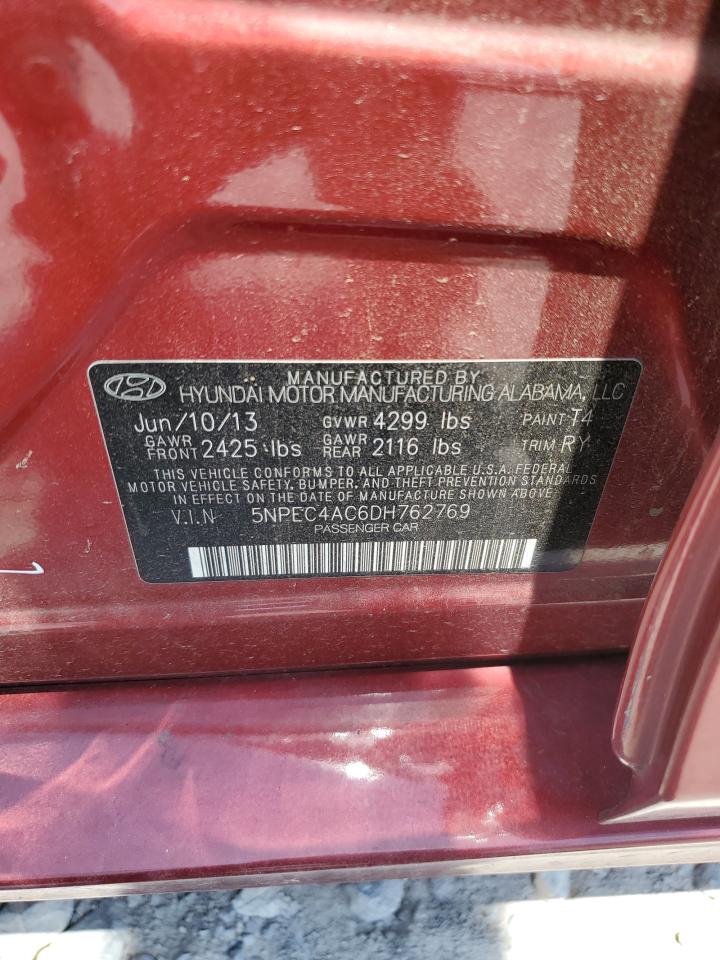 MANUFACTURED BY
HYUNDAI MOTOR MANUFACTURING ALABAMA, LLC
Jun/10/13 GVWR 4299 lbs PAINT T4
GAWR FRONT 2425 lbs GAWR REAR 2116 lbs TRIM RY
THIS VEHICLE CONFORMS TO ALL APPLICABLE U.S.A. FEDERAL
MOTOR VEHICLE SAFETY, BUMPER, AND THEFT PREVENTION STANDARDS
IN EFFECT ON THE DATE OF MANUFACTURE SHOWN ABOVE.
V.I.N 5NPEC4AC6DH762769
PASSENGER CAR